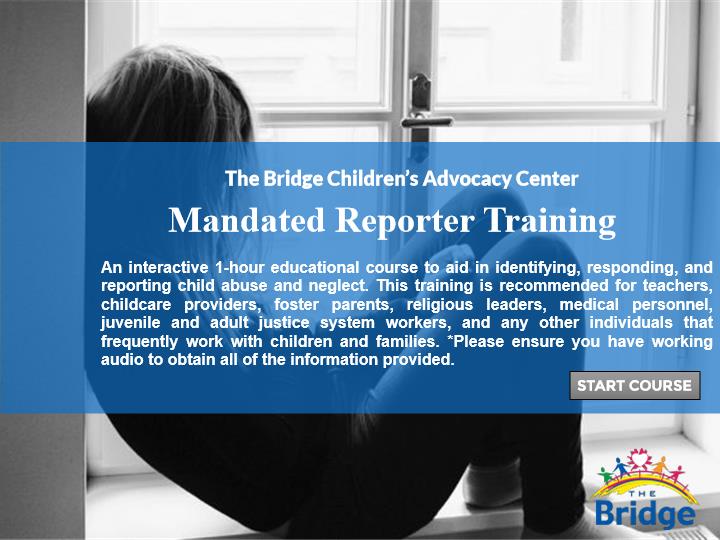 The Bridge Children's Advocacy Center
Mandated Reporter Training
An interactive 1-hour educational course to aid in identifying, responding, and
reporting child abuse and neglect. This training is recommended for teachers,
childcare providers, foster parents, religious leaders, medical personnel,
juvenile and adult justice system workers, and any other individuals that
frequently work with children and families. *Please ensure you have working
audio to obtain all of the information provided.
START COURSE
THE
Bridge